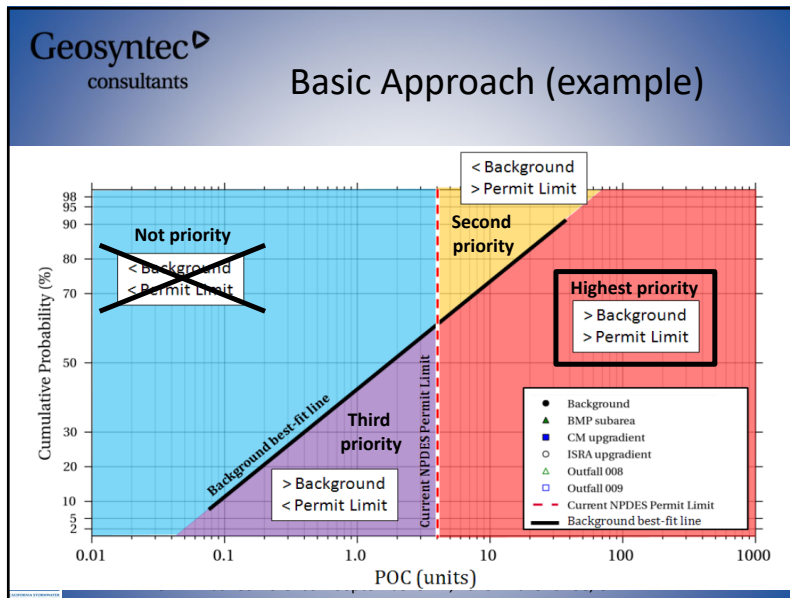 Geosyntec
consultants
Basic Approach (example)
< Background
> Permit Limit
Second
priority
Not priority
< Background
< Permit Limit
Highest priority
> Background
> Permit Limit
Third
priority
> Background
< Permit Limit
Background best-fit line
Current NPDES Permit Limit
Cumulative Probability (%)
98
95
90
80
70
50
30
20
10
5
2
Background
BMP subarea
CM upgradient
ISRA upgradient
Outfall 008
Outfall 009
Current NPDES Permit Limit
Background best-fit line
0.01
0.1
1.0
10
100
1000
POC (units)
CALIFORNIA STORMWATER